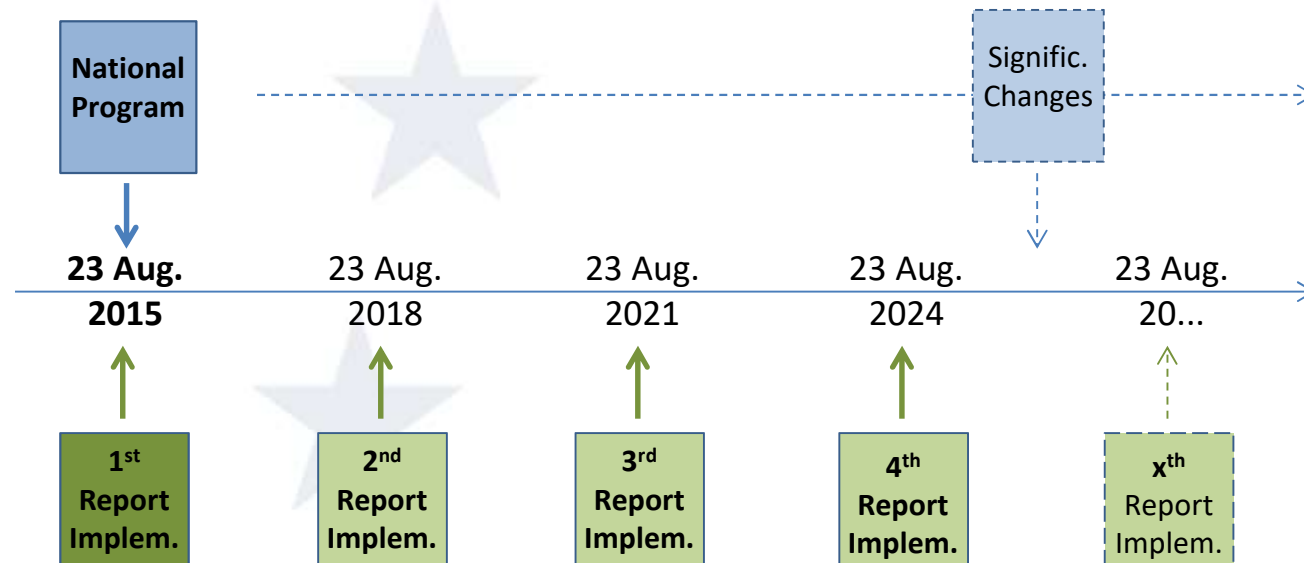 National
Program
Signific.
Changes
23 Aug.
2015
23 Aug.
2018
23 Aug.
2021
23 Aug.
2024
23 Aug.
20...
1st
Report
Implem.
2nd
Report
Implem.
3rd
Report
Implem.
4th
Report
Implem.
xth
Report
Implem.